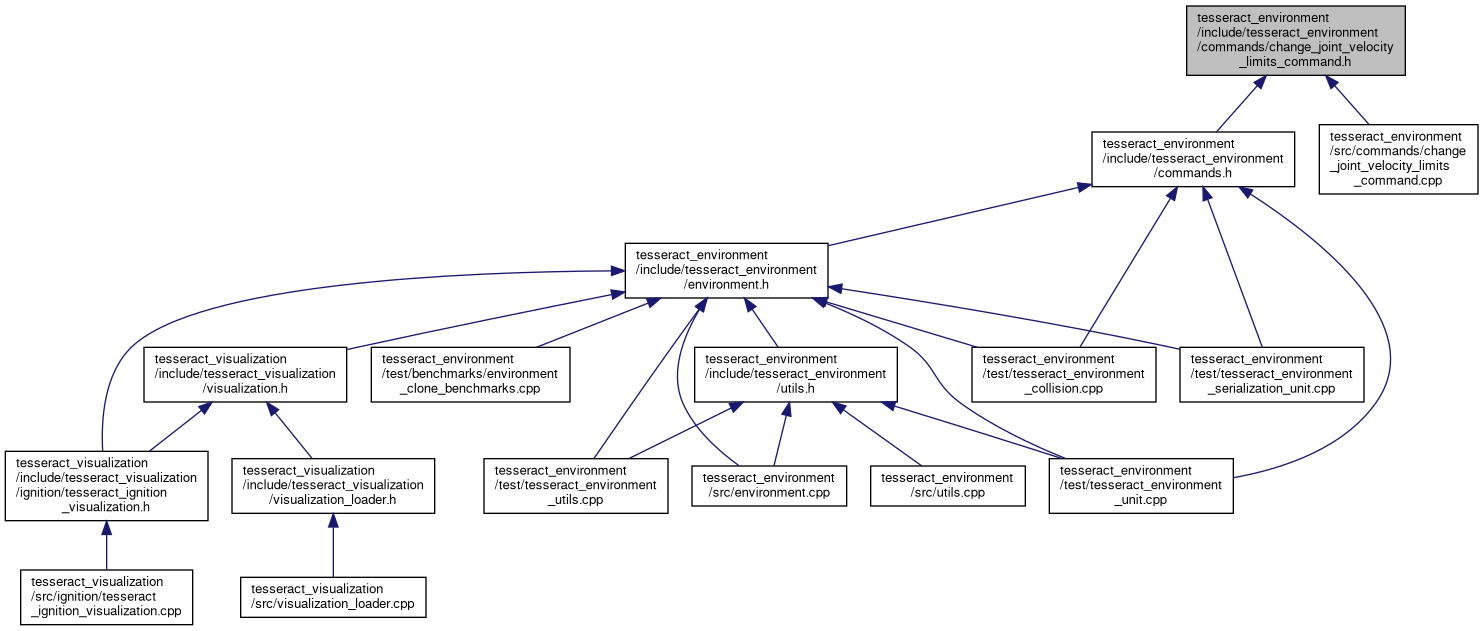 tesseract_environment
/include/tesseract_environment
/commands/change_joint_velocity
_limits_command.h
tesseract_environment
/include/tesseract_environment
/commands.h
tesseract_environment
/src/commands/change
_joint_velocity_limits
_command.cpp
tesseract_environment
/include/tesseract_environment
/environment.h
tesseract_visualization
/include/tesseract_visualization
/visualization.h
tesseract_environment
/test/benchmarks/environment
_clone_benchmarks.cpp
tesseract_environment
/include/tesseract_environment
/utils.h
tesseract_environment
/test/tesseract_environment
_collision.cpp
tesseract_environment
/test/tesseract_environment
_serialization_unit.cpp
tesseract_visualization
/include/tesseract_visualization
/ignition/tesseract_ignition
_visualization.h
tesseract_visualization
/include/tesseract_visualization
/visualization_loader.h
tesseract_environment
/test/tesseract_environment
_utils.cpp
tesseract_environment
/src/environment.cpp
tesseract_environment
/src/utils.cpp
tesseract_environment
/test/tesseract_environment
_unit.cpp
tesseract_visualization
/src/ignition/tesseract
_ignition_visualization.cpp
tesseract_visualization
/src/visualization_loader.cpp